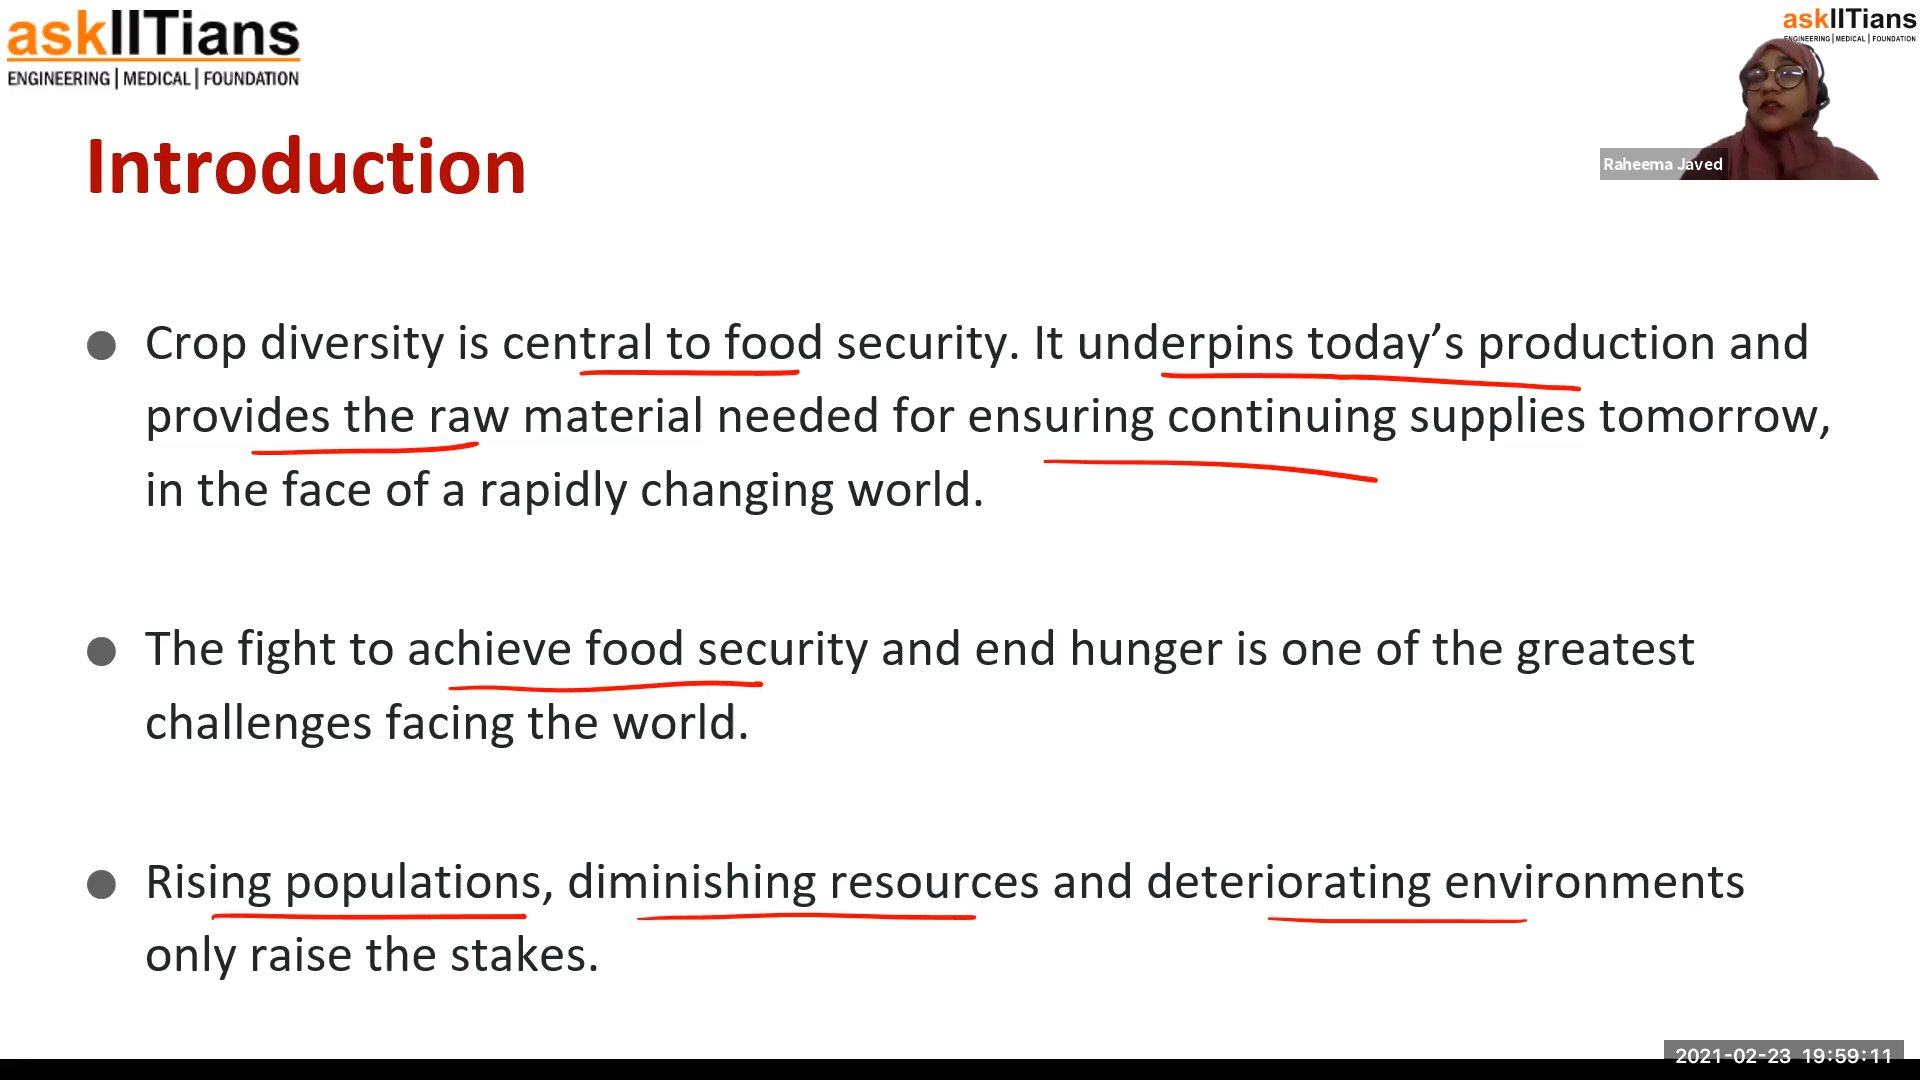 askIITians
ENGINEERING | MEDICAL | FOUNDATION
askIITians
ENGINEERING | MEDICAL | FOUNDATION
Raheema Javed
Introduction
Crop diversity is central to food security. It underpins today’s production and
provides the raw material needed for ensuring continuing supplies tomorrow,
in the face of a rapidly changing world.
The fight to achieve food security and end hunger is one of the greatest
challenges facing the world.
Rising populations, diminishing resources and deteriorating environments
only raise the stakes.
2021-02-23 19:59:11